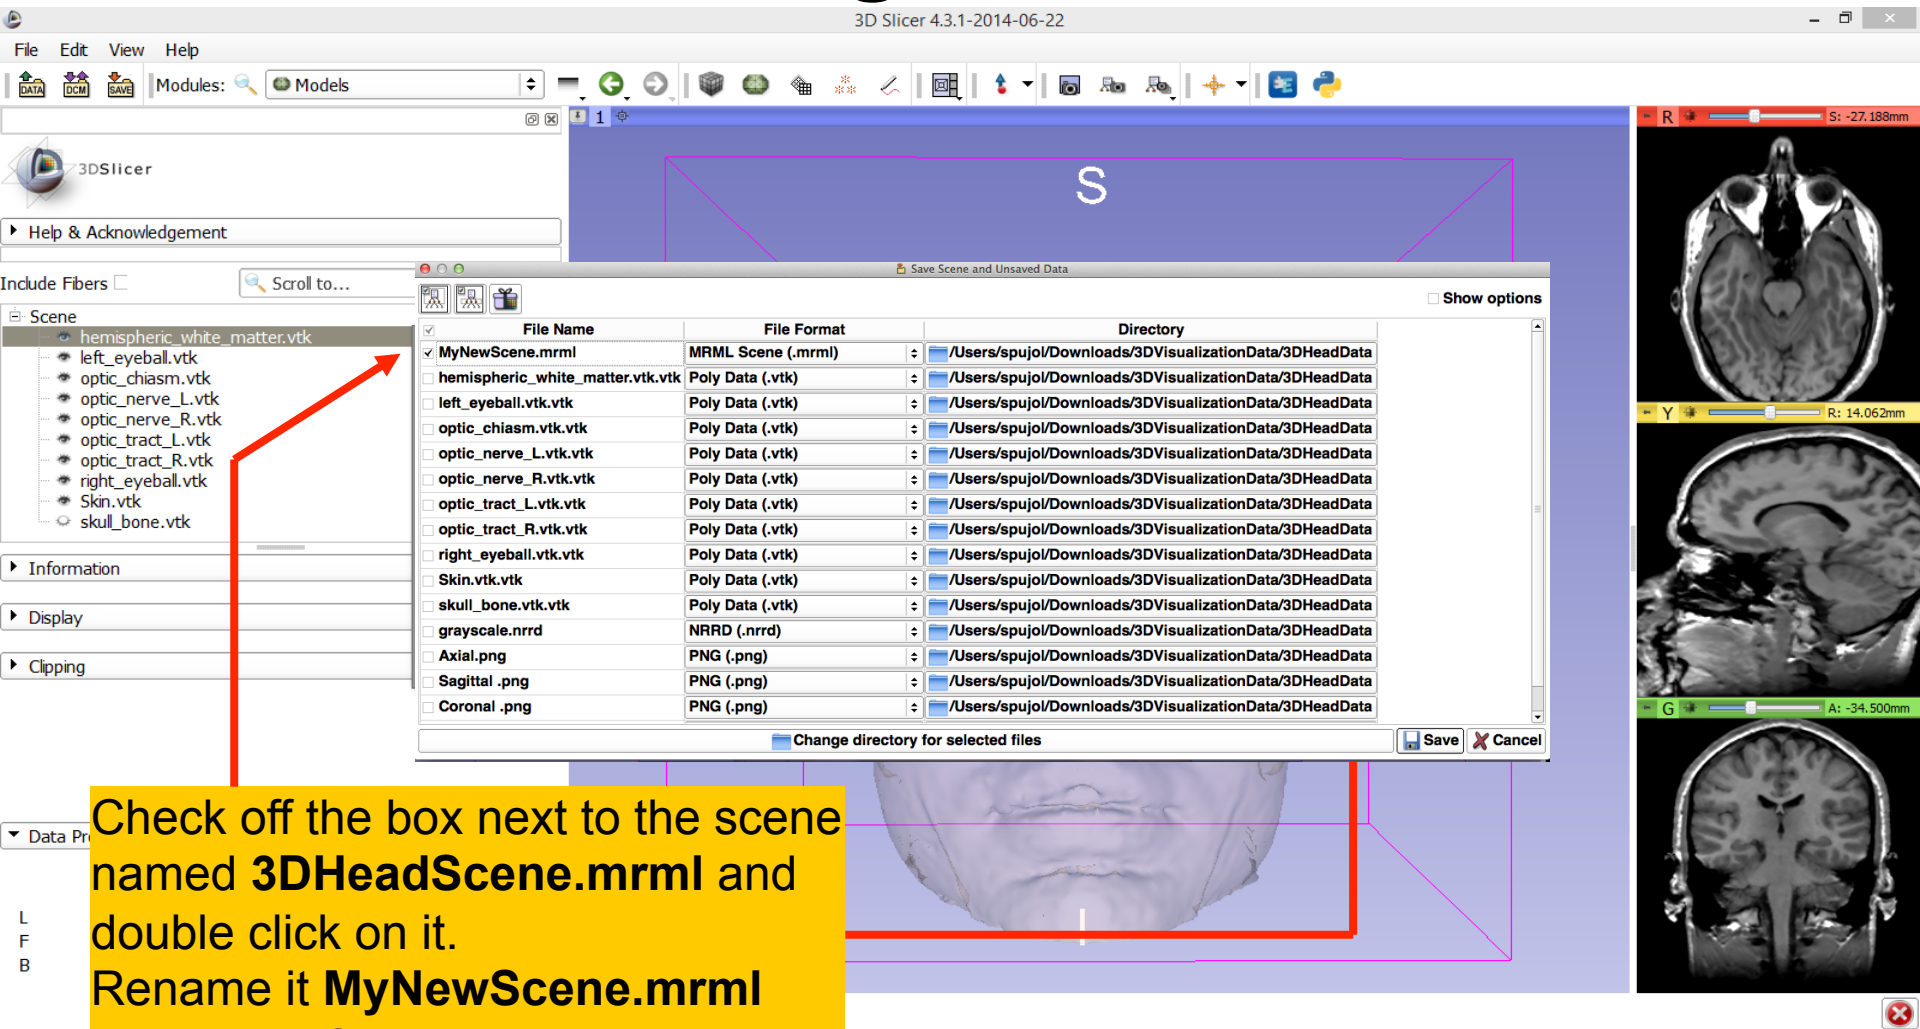 3D Slicer 4.3.1-2014-06-22
File Edit View Help
DATA DCM SAVE Modules: Models
1
R S: -27.188mm
3DSlicer
S
Help & Acknowledgement
Include Fibers Scroll to...
Scene
hemispheric_white_matter.vtk
left_eyeball.vtk
optic_chiasm.vtk
optic_nerve_L.vtk
optic_nerve_R.vtk
optic_tract_L.vtk
optic_tract_R.vtk
right_eyeball.vtk
Skin.vtk
skull_bone.vtk
Information
Display
Clipping
Save Scene and Unsaved Data
Show options
File Name File Format Directory
MyNewScene.mrml MRML Scene (.mrml) /Users/spujol/Downloads/3DVisualizationData/3DHeadData
hemispheric_white_matter.vtk.vtk Poly Data (.vtk) /Users/spujol/Downloads/3DVisualizationData/3DHeadData
left_eyeball.vtk.vtk Poly Data (.vtk) /Users/spujol/Downloads/3DVisualizationData/3DHeadData
optic_chiasm.vtk.vtk Poly Data (.vtk) /Users/spujol/Downloads/3DVisualizationData/3DHeadData
optic_nerve_L.vtk.vtk Poly Data (.vtk) /Users/spujol/Downloads/3DVisualizationData/3DHeadData
optic_nerve_R.vtk.vtk Poly Data (.vtk) /Users/spujol/Downloads/3DVisualizationData/3DHeadData
optic_tract_L.vtk.vtk Poly Data (.vtk) /Users/spujol/Downloads/3DVisualizationData/3DHeadData
optic_tract_R.vtk.vtk Poly Data (.vtk) /Users/spujol/Downloads/3DVisualizationData/3DHeadData
right_eyeball.vtk.vtk Poly Data (.vtk) /Users/spujol/Downloads/3DVisualizationData/3DHeadData
Skin.vtk.vtk Poly Data (.vtk) /Users/spujol/Downloads/3DVisualizationData/3DHeadData
skull_bone.vtk.vtk Poly Data (.vtk) /Users/spujol/Downloads/3DVisualizationData/3DHeadData
grayscale.nrrd NRRD (.nrrd) /Users/spujol/Downloads/3DVisualizationData/3DHeadData
Axial.png PNG (.png) /Users/spujol/Downloads/3DVisualizationData/3DHeadData
Sagittal .png PNG (.png) /Users/spujol/Downloads/3DVisualizationData/3DHeadData
Coronal .png PNG (.png) /Users/spujol/Downloads/3DVisualizationData/3DHeadData
Change directory for selected files Save Cancel
Y R: 14.062mm
G A: -34.500mm
Data Pr
L
F
B
Check off the box next to the scene
named 3DHeadScene.mrml and
double click on it.
Rename it MyNewScene.mrml
I